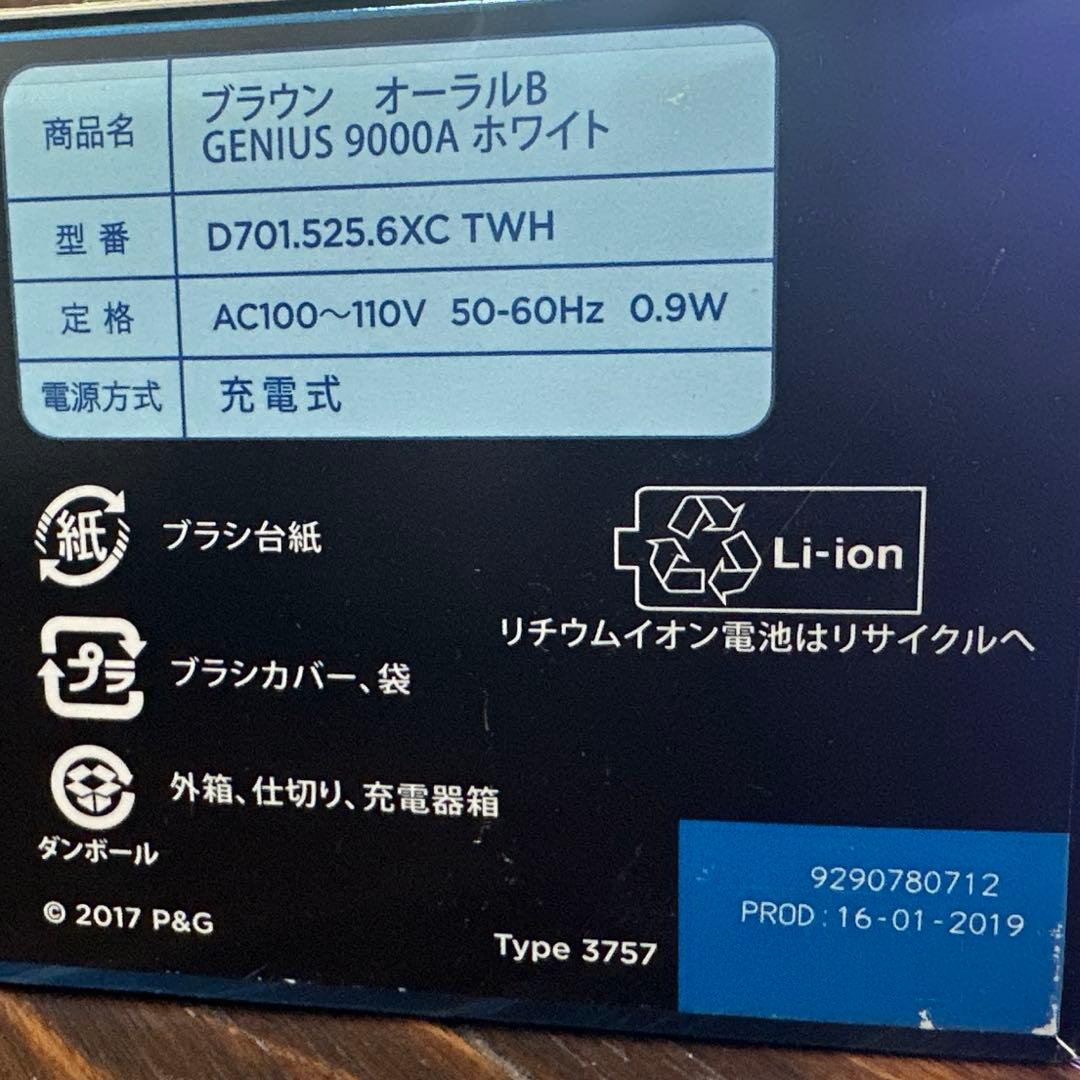 商品名
ブラウン オーラルB
GENIUS 9000A ホワイト
型番
D701.525.6XC TWH
定格
AC100～110V 50-60Hz 0.9W
電源方式
充電式
紙
ブラシ台紙
プラ
ブラシカバー、袋
外箱、仕切り、充電器箱
ダンボール
Li-ion
リチウムイオン電池はリサイクルへ
© 2017 P&G
Type 3757
9290780712
PROD:16-01-2019